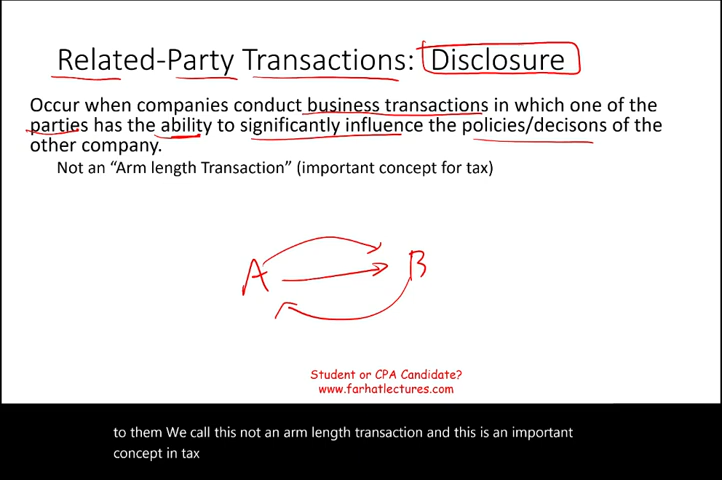 Related-Party Transactions: Disclosure
Occur when companies conduct business transactions in which one of the
parties has the ability to significantly influence the policies/decisons of the
other company.
Not an “Arm length Transaction” (important concept for tax)
A B
Student or CPA Candidate?
www.farhatlectures.com
to them We call this not an arm length transaction and this is an important
concept in tax